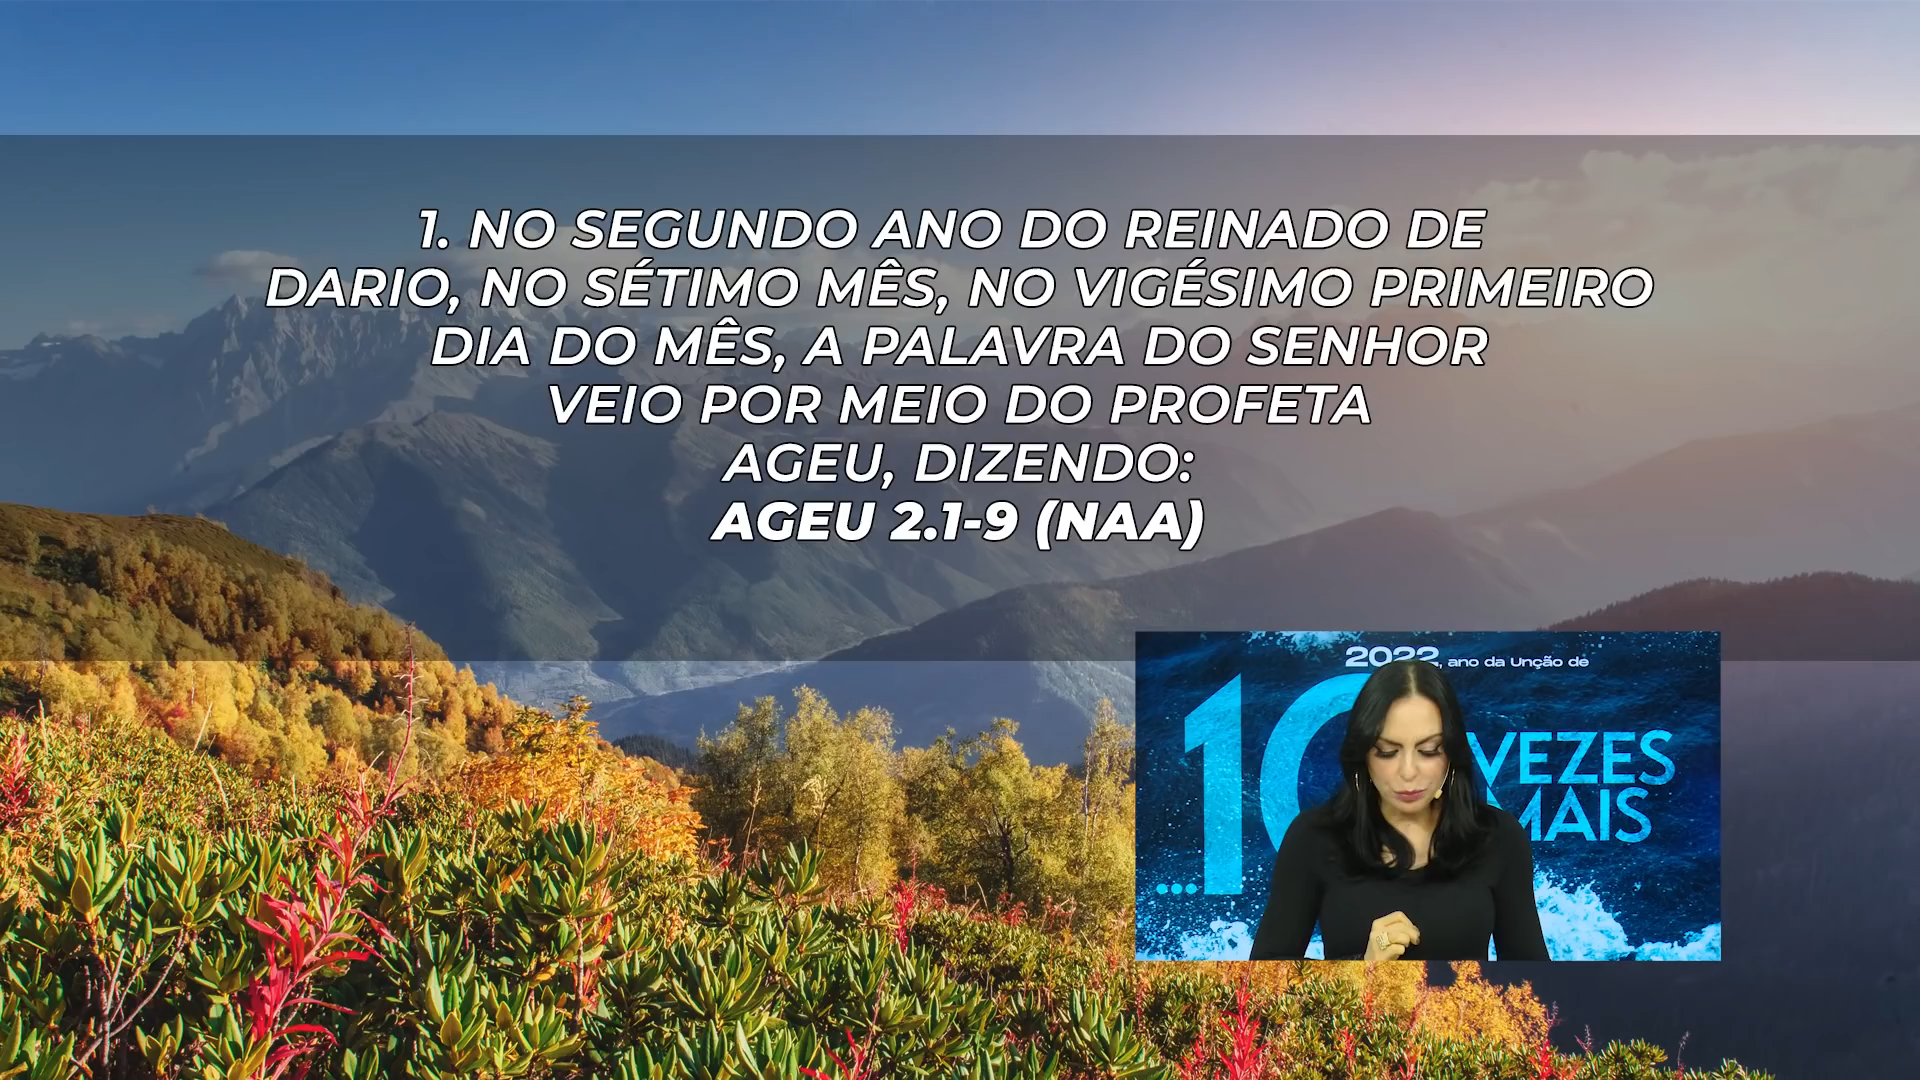 1. NO SEGUNDO ANO DO REINADO DE
DARIO, NO SÉTIMO MÊS, NO VIGÉSIMO PRIMEIRO
DIA DO MÊS, A PALAVRA DO SENHOR
VEIO POR MEIO DO PROFETA
AGEU, DIZENDO:
AGEU 2.1-9 (NAA)
2022, ano da Unção de
...10
VEZES
MAIS